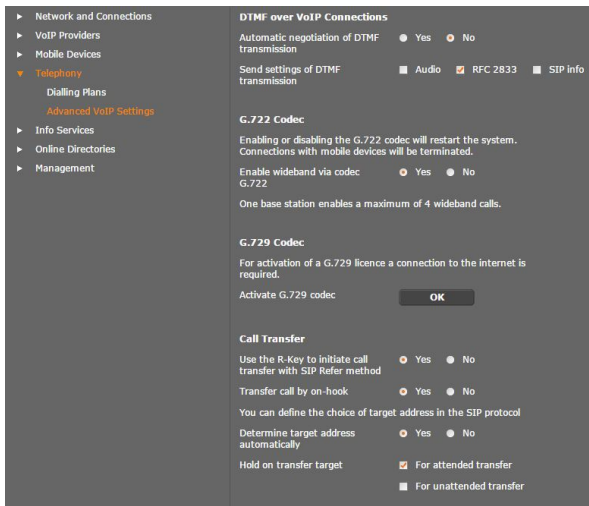 Network and Connections
VoIP Providers
Mobile Devices
Telephony
Dialling Plans
Advanced VoIP Settings
Info Services
Online Directories
Management
DTMF over VoIP Connections
Automatic negotiation of DTMF
transmission
Yes No
Send settings of DTMF
transmission
Audio RFC 2833 SIP info
G.722 Codec
Enabling or disabling the G.722 codec will restart the system.
Connections with mobile devices will be terminated.
Enable wideband via codec
G.722
Yes No
One base station enables a maximum of 4 wideband calls.
G.729 Codec
For activation of a G.729 licence a connection to the internet is
required.
Activate G.729 codec OK
Call Transfer
Use the R-Key to initiate call
transfer with SIP Refer method
Yes No
Transfer call by on-hook Yes No
You can define the choice of target address in the SIP protocol
Determine target address
automatically
Yes No
Hold on transfer target For attended transfer
For unattended transfer